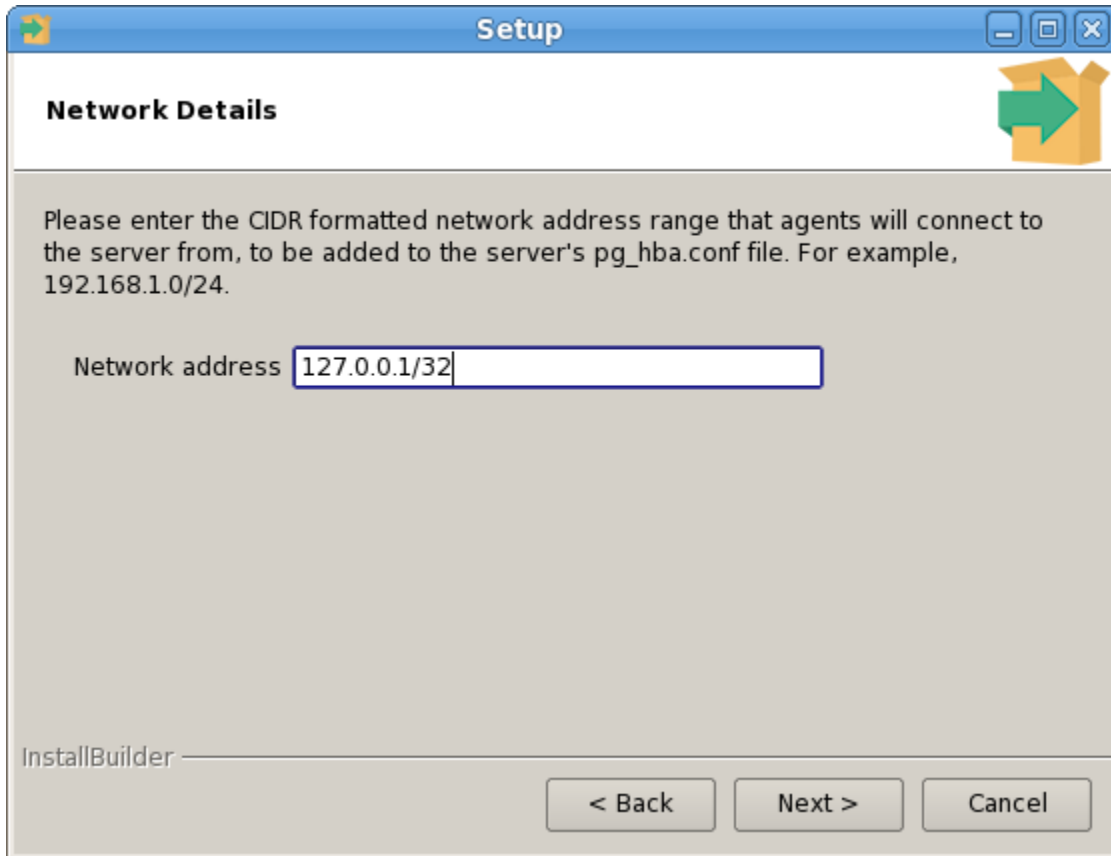 Setup
Network Details
Please enter the CIDR formatted network address range that agents will connect to
the server from, to be added to the server's pg_hba.conf file. For example,
192.168.1.0/24.
Network address 127.0.0.1/32
InstallBuilder
< Back Next > Cancel